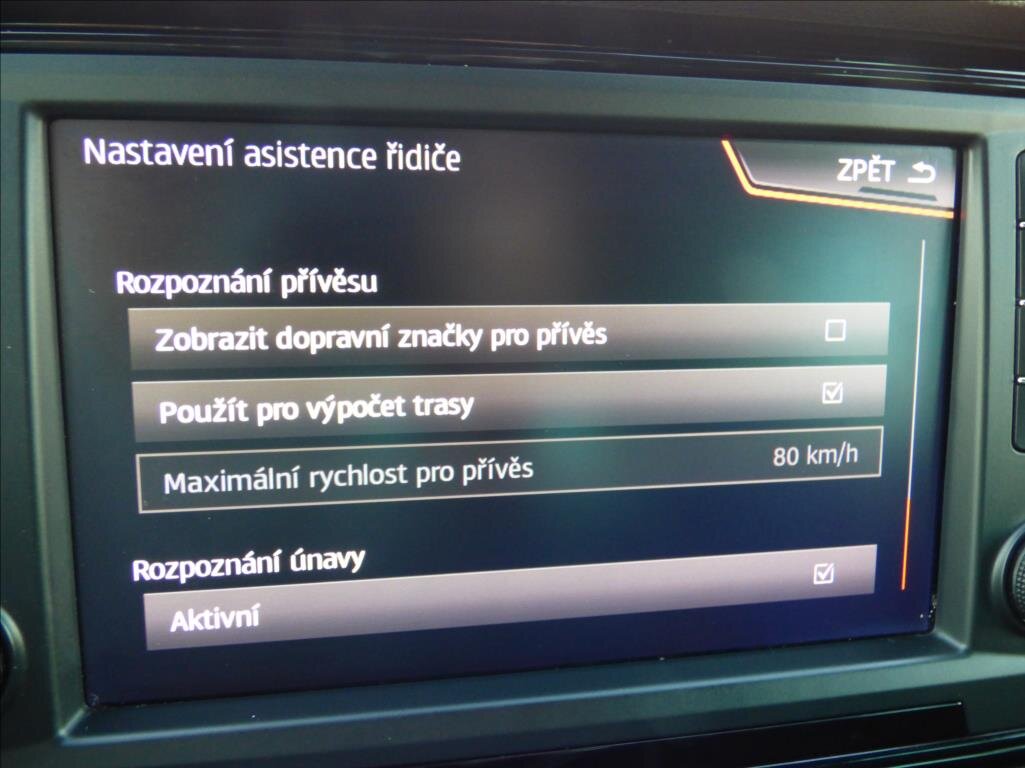 Nastavení asistence řidiče
ZPĚT
Rozpoznání přívěsu
Zobrazit dopravní značky pro přívěs
Použít pro výpočet trasy
Maximální rychlost pro přívěs 80 km/h
Rozpoznání únavy
Aktivní